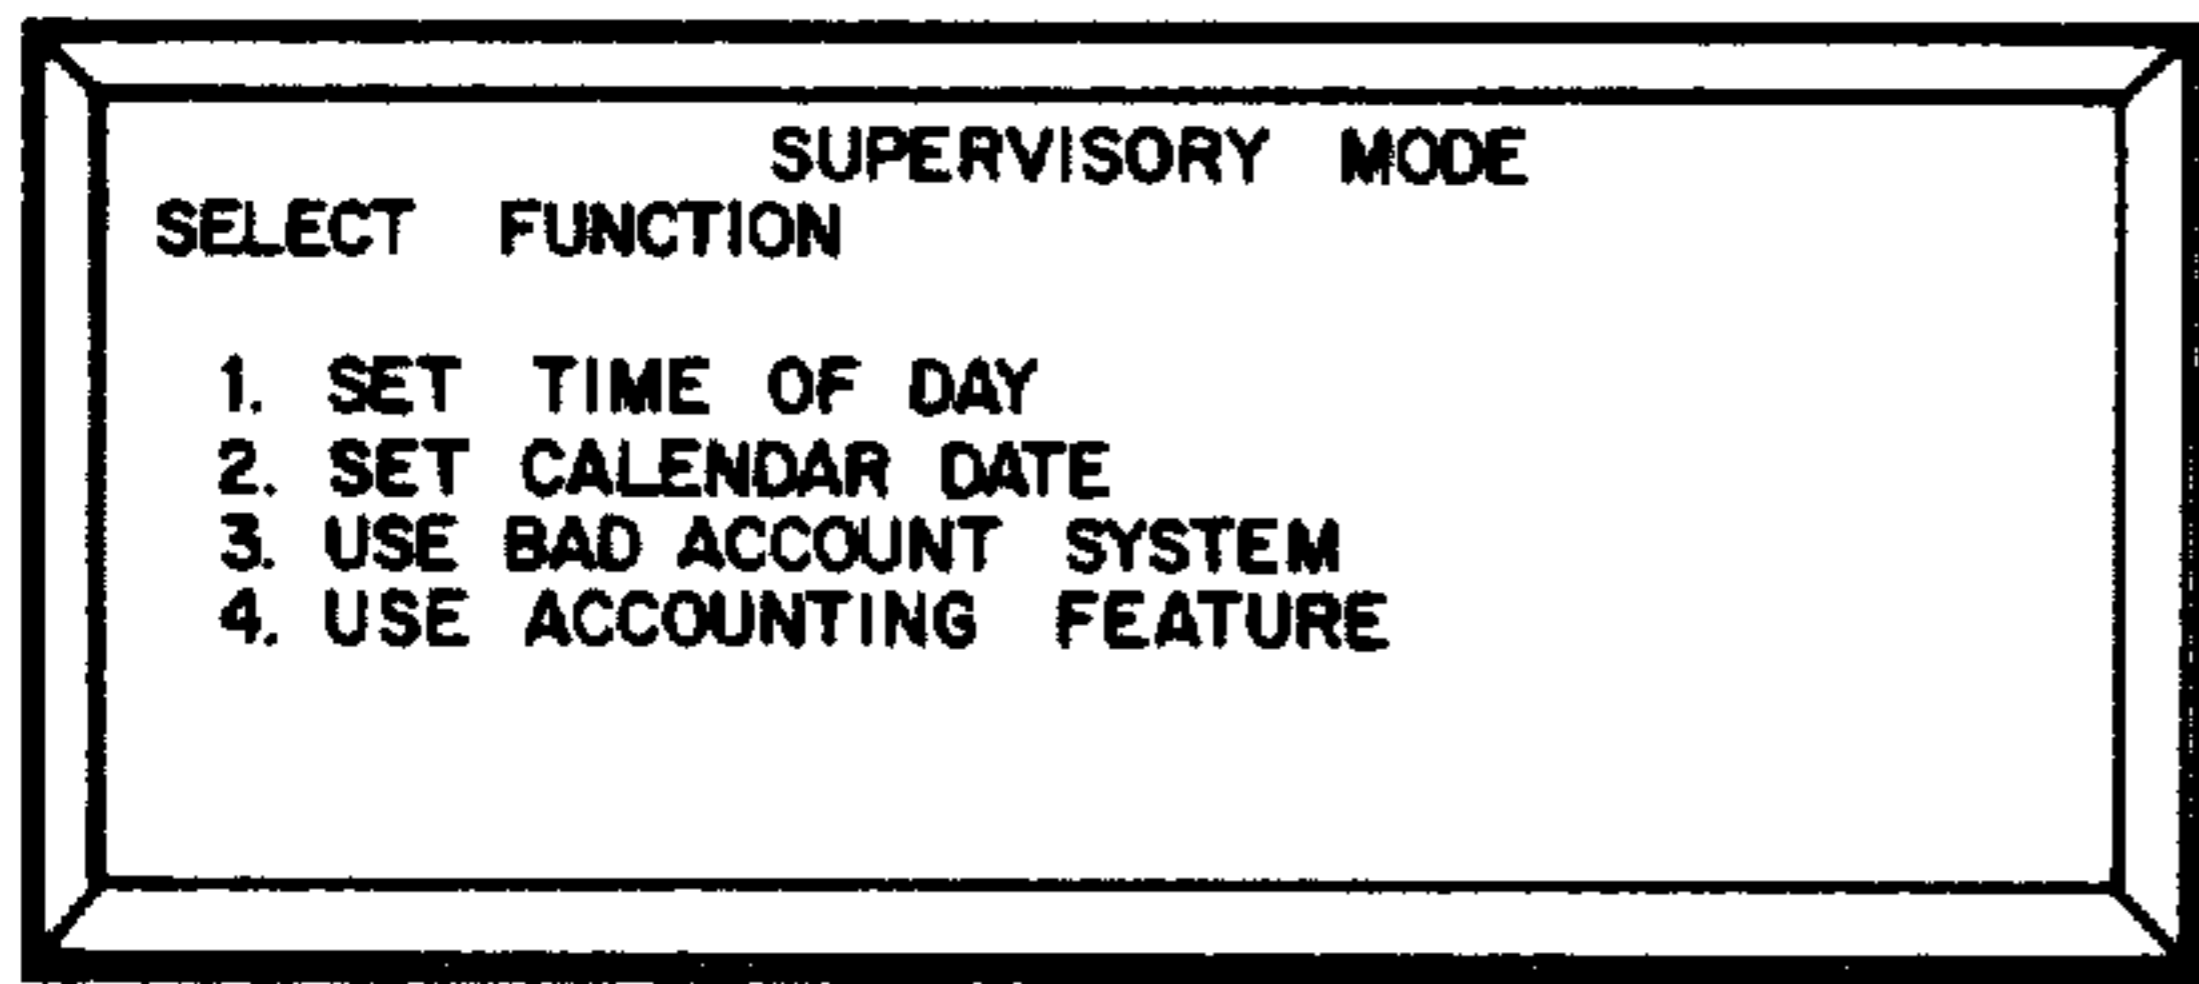 SUPERVISORY MODE
SELECT FUNCTION
1. SET TIME OF DAY
2. SET CALENDAR DATE
3. USE BAD ACCOUNT SYSTEM
4. USE ACCOUNTING FEATURE